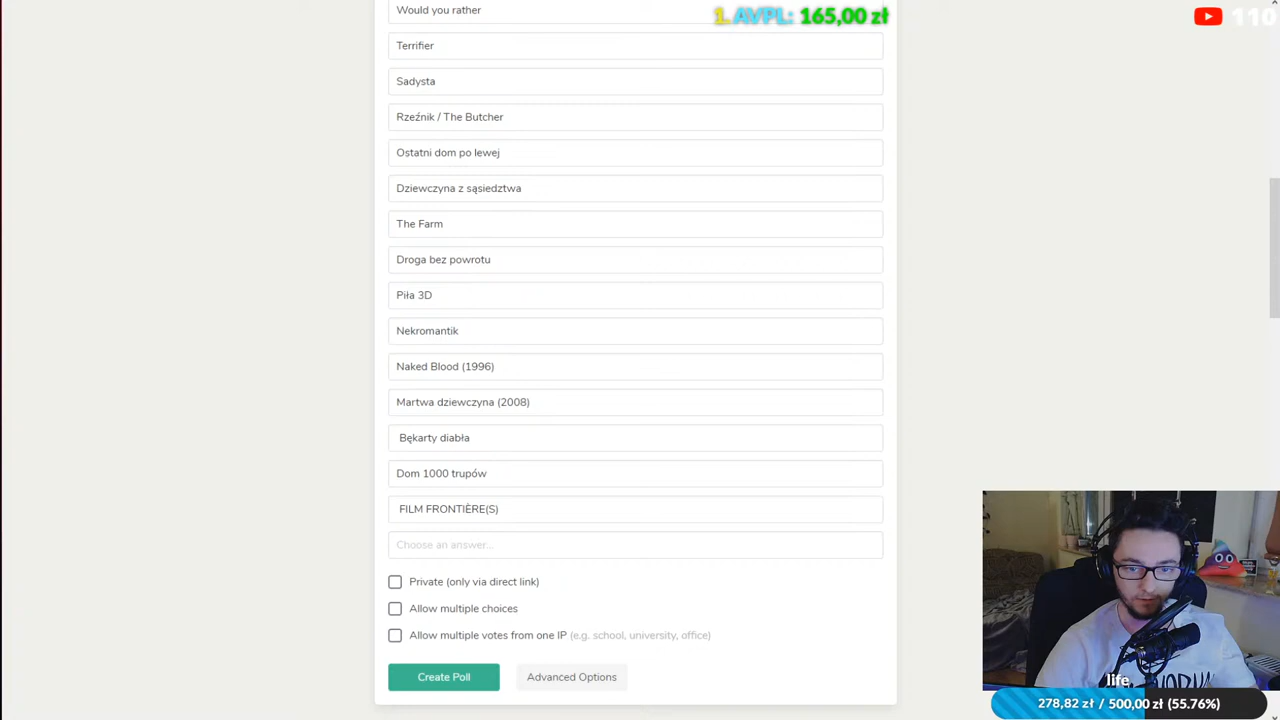 Would you rather
1. AVPL: 165,00 zł
110
Terrifier
Sadysta
Rzeźnik / The Butcher
Ostatni dom po lewej
Dziewczyna z sąsiedztwa
The Farm
Droga bez powrotu
Piła 3D
Nekromantik
Naked Blood (1996)
Martwa dziewczyna (2008)
Bękarty diabła
Dom 1000 trupów
FILM FRONTIÈRE(S)
Choose an answer...
Private (only via direct link)
Allow multiple choices
Allow multiple votes from one IP (e.g. school, university, office)
Create Poll
Advanced Options
life
278,82 zł / 500,00 zł (55.76%)